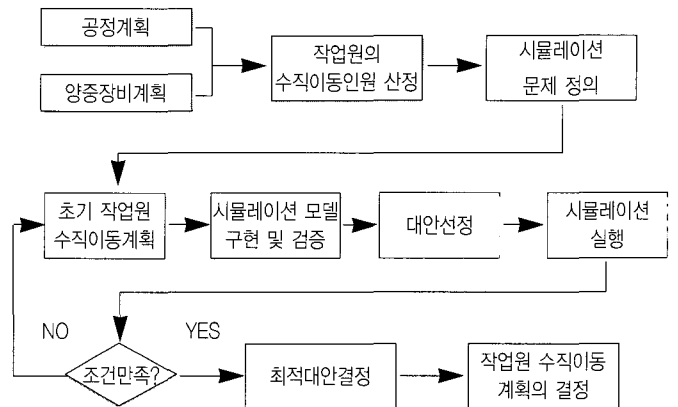 공정계획
양중장비계획
작업원의
수직이동인원 산정
시뮬레이션
문제 정의
초기 작업원
수직이동계획
시뮬레이션 모델
구현 및 검증
대안선정
시뮬레이션
실행
NO
YES
조건만족?
최적대안결정
작업원 수직이동
계획의 결정